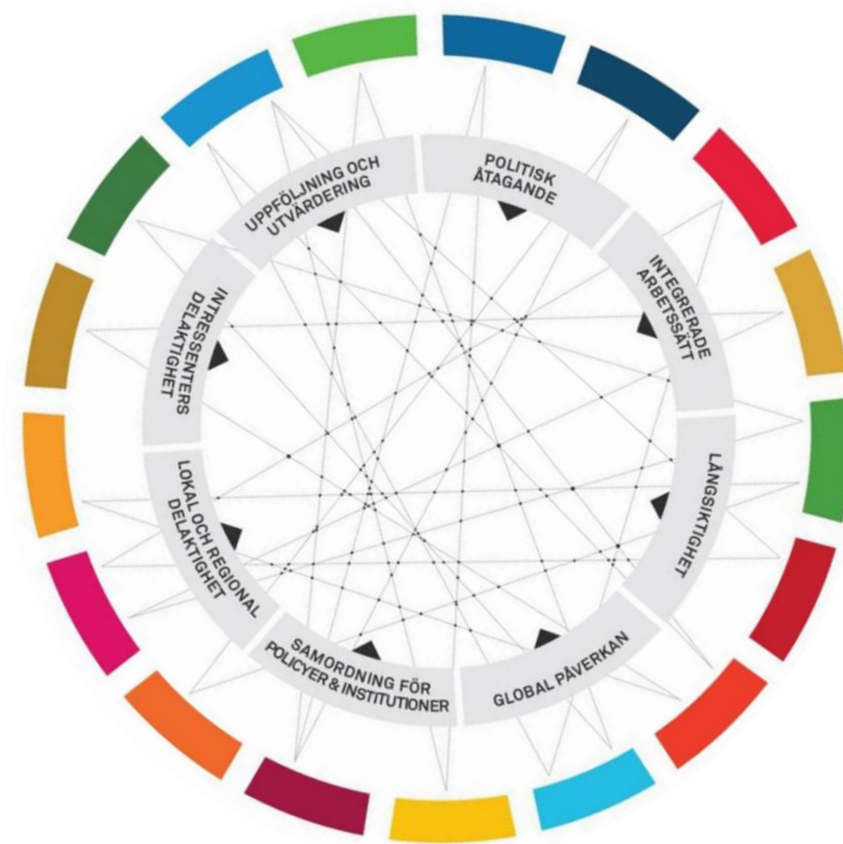 POLITISK
ÅTAGANDE
INTEGRERADE
ARBETSSÄTT
LÅNGSIKTIGHET
GLOBAL PÅVERKAN
SAMORDNING FÖR
POLICYER & INSTITUTIONER
LOKAL OCH REGIONAL
DELAKTIGHET
INTRESSENTERS
DELAKTIGHET
UPPFÖLJNING OCH
UTVÄRDERING